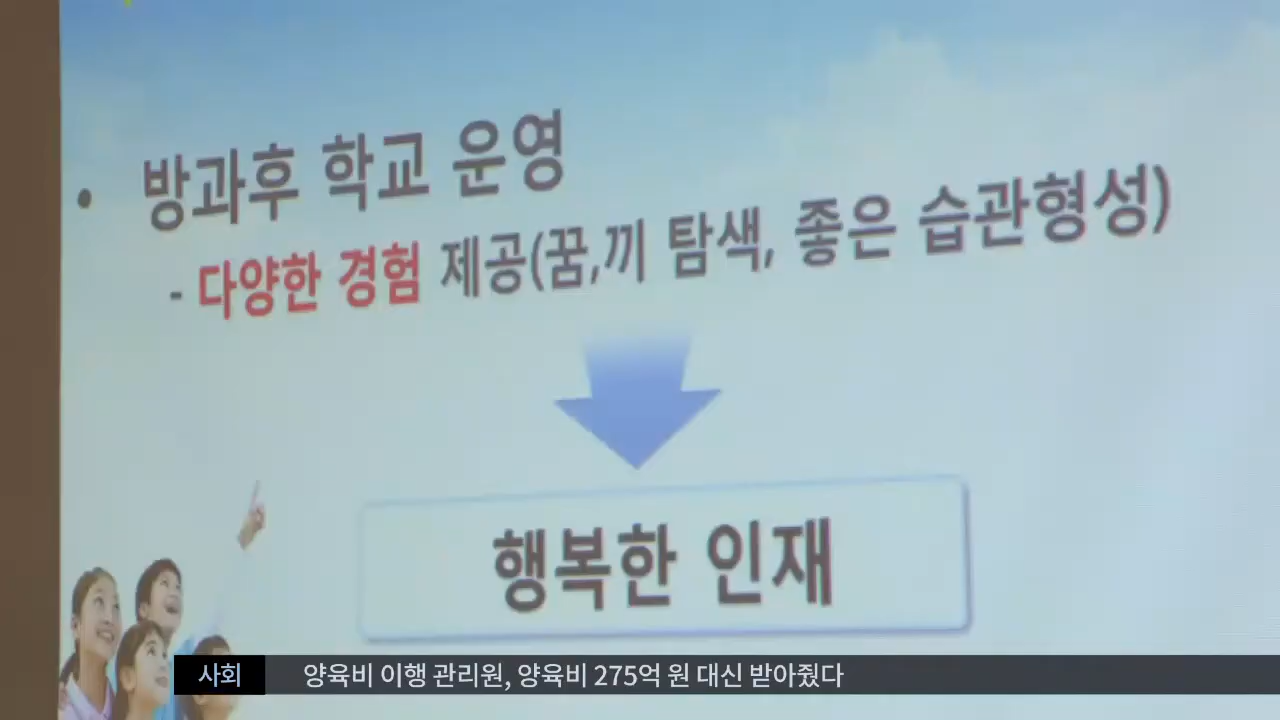 • 방과후 학교 운영
- 다양한 경험 제공(꿈,끼 탐색, 좋은 습관형성)
행복한 인재
사회 양육비 이행 관리원, 양육비 275억 원 대신 받아줬다